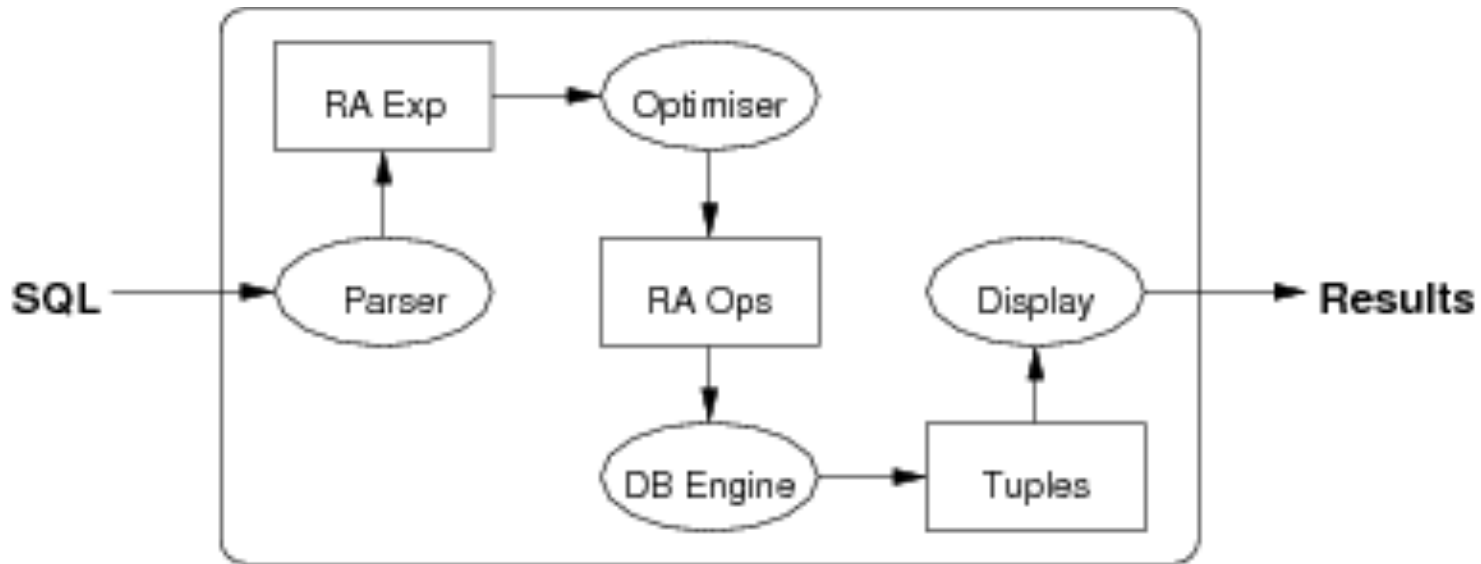 RA Exp
Optimiser
SQL
Parser
RA Ops
Display
Results
DB Engine
Tuples